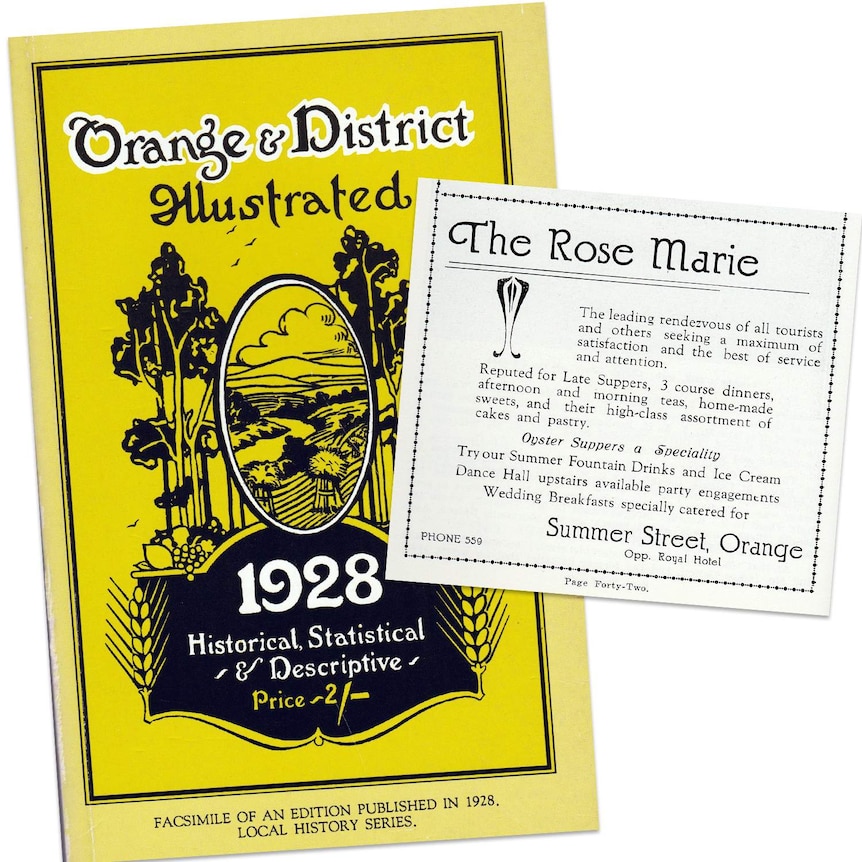 Orange & District
Illustrated
1928
Historical, Statistical
& Descriptive
Price 2/-
FACSIMILE OF AN EDITION PUBLISHED IN 1928.
LOCAL HISTORY SERIES.
The Rose Marie
The leading rendezvous of all tourists
and others seeking a maximum of
satisfaction and the best of service
and attention.
Reputed for Late Suppers, 3 course dinners,
afternoon and morning teas, home-made
sweets, and their high-class assortment of
cakes and pastry.
Oyster Suppers a Speciality
Try our Summer Fountain Drinks and Ice Cream
Dance Hall upstairs available party engagements
Wedding Breakfasts specially catered for
Summer Street, Orange
PHONE 559
Opp. Royal Hotel
Page Forty-Two.